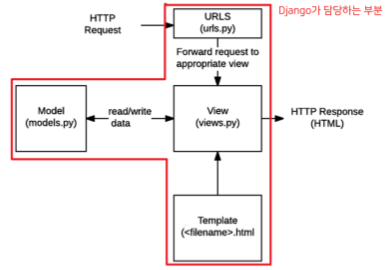 Django가 담당하는 부분
HTTP
Request
URLS
(urls.py)
Forward request to
appropriate view
Model
(models.py)
read/write
data
View
(views.py)
HTTP Response
(HTML)
Template
(<filename>.html